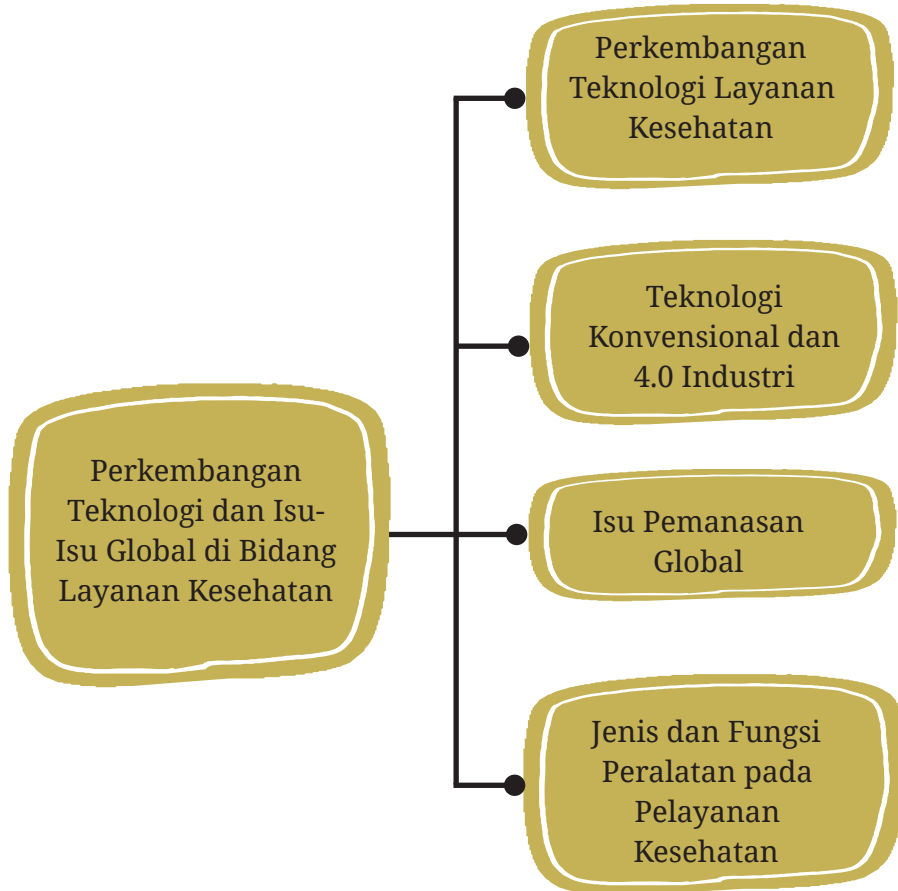 Perkembangan
Teknologi Layanan
Kesehatan
Teknologi
Konvensional dan
4.0 Industri
Perkembangan
Teknologi dan Isu-
Isu Global di Bidang
Layanan Kesehatan
Isu Pemanasan
Global
Jenis dan Fungsi
Peralatan pada
Pelayanan
Kesehatan